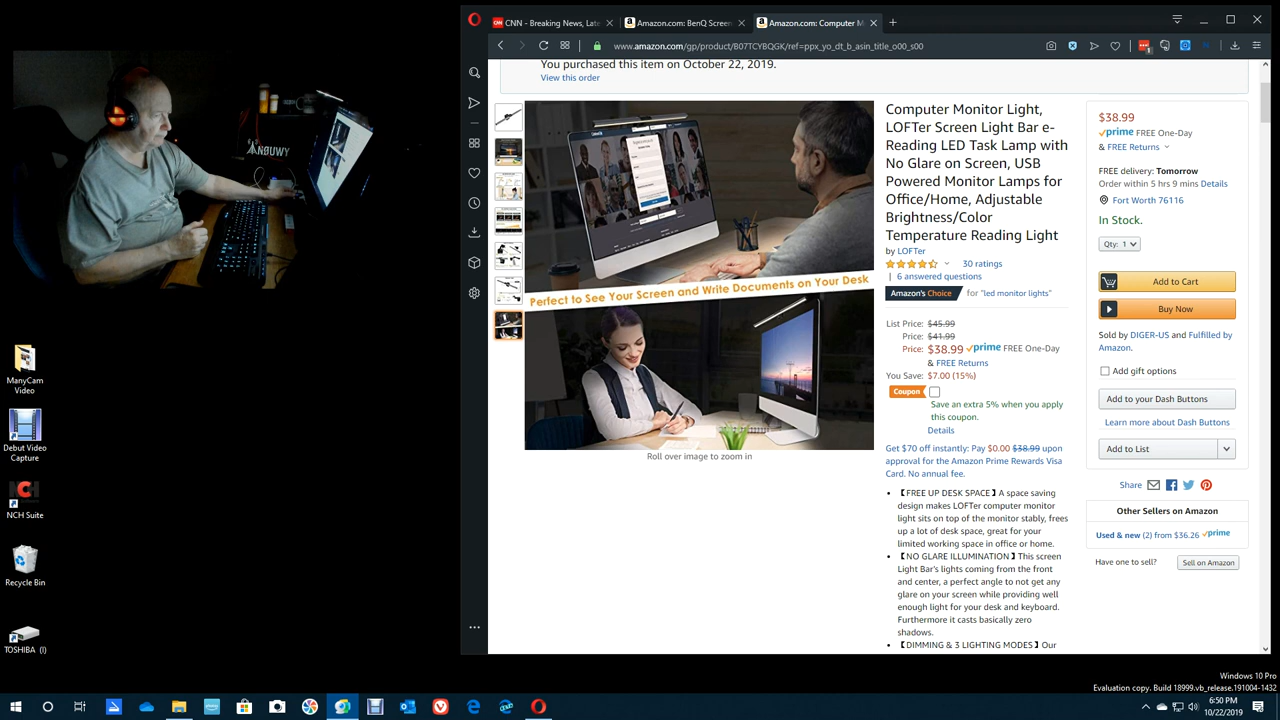 CNN - Breaking News, Late
Amazon.com: BenQ Screen
Amazon.com: Computer M
www.amazon.com/gp/product/B07TCYBQGK/ref=ppx_yo_dt_b_asin_title_o00_s00
You purchased this item on October 22, 2019.
View this order
Perfect to See Your Screen and Write Documents on Your Desk
Roll over image to zoom in
Computer Monitor Light,
LOFTer Screen Light Bar e-
Reading LED Task Lamp with
No Glare on Screen, USB
Powered Monitor Lamps for
Office/Home, Adjustable
Brightness/Color
Temperature Reading Light
by LOFTer
30 ratings
| 6 answered questions
Amazon's Choice for "led monitor lights"
List Price: $45.99
Price: $41.99
Price: $38.99 prime FREE One-Day
& FREE Returns
You Save: $7.00 (15%)
Coupon
Save an extra 5% when you apply
this coupon.
Details
Get $70 off instantly: Pay $0.00 $38.99 upon
approval for the Amazon Prime Rewards Visa
Card. No annual fee.
• 【FREE UP DESK SPACE】A space saving
design makes LOFTer computer monitor
light sits on top of the monitor stably, frees
up a lot of desk space, great for your
limited working space in office or home.
• 【NO GLARE ILLUMINATION】This screen
Light Bar's lights coming from the front
and center, a perfect angle to not get any
glare on your screen while providing well
enough light for your desk and keyboard.
Furthermore it casts basically zero
shadows.
• 【DIMMING & 3 LIGHTING MODES】Our
$38.99
prime FREE One-Day
& FREE Returns
FREE delivery: Tomorrow
Order within 5 hrs 9 mins Details
Fort Worth 76116
In Stock.
Qty: 1
Add to Cart
Buy Now
Sold by DIGER-US and Fulfilled by
Amazon.
Add gift options
Add to your Dash Buttons
Learn more about Dash Buttons
Add to List
Share
Other Sellers on Amazon
Used & new (2) from $36.26 prime
Have one to sell?
Sell on Amazon
ManyCam
Video
Debut Video
Capture
NCH
NCH Suite
Recycle Bin
TOSHIBA (I)
Windows 10 Pro
Evaluation copy. Build 18999.vb_release.191004-1432
6:50 PM
10/22/2019